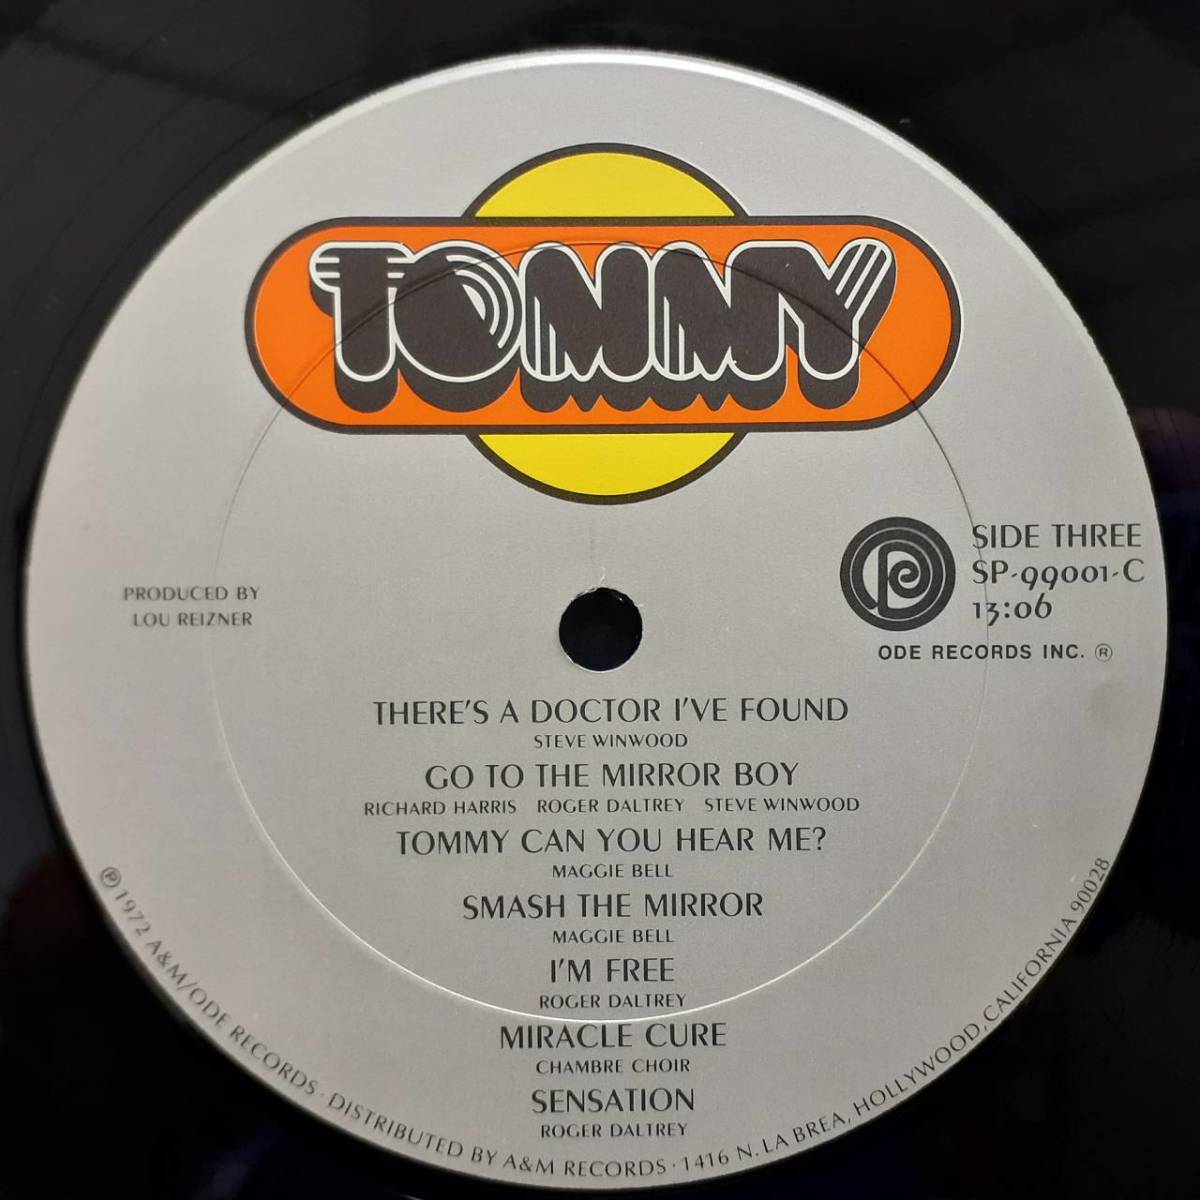 TOMMY
SIDE THREE
SP-99001-C
13:06
ODE RECORDS INC. ®
PRODUCED BY
LOU REIZNER
THERE'S A DOCTOR I'VE FOUND
STEVE WINWOOD
GO TO THE MIRROR BOY
RICHARD HARRIS ROGER DALTREY STEVE WINWOOD
TOMMY CAN YOU HEAR ME?
MAGGIE BELL
SMASH THE MIRROR
MAGGIE BELL
I'M FREE
ROGER DALTREY
MIRACLE CURE
CHAMBRE CHOIR
SENSATION
ROGER DALTREY
℗ 1972 A&M/ODE RECORDS · DISTRIBUTED BY A&M RECORDS · 1416 N. LA BREA, HOLLYWOOD, CALIFORNIA 90028